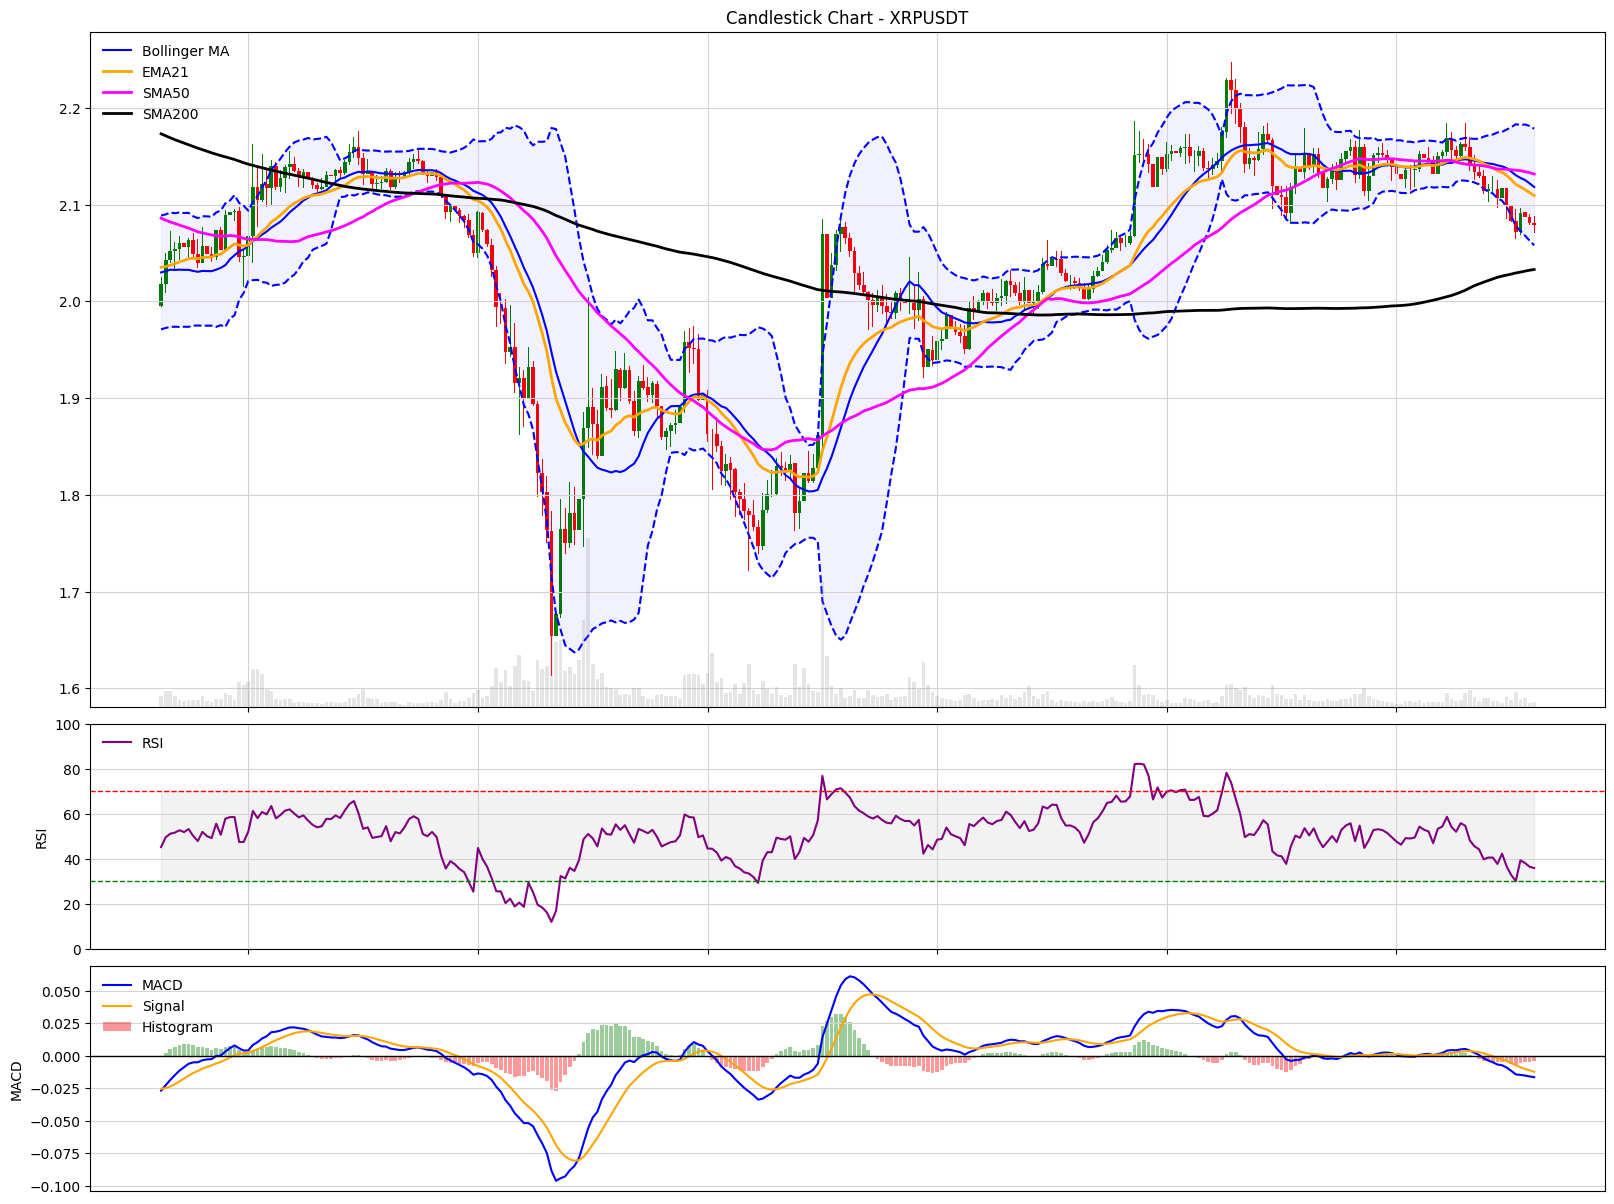 Candlestick Chart - XRPUSDT
Bollinger MA
EMA21
SMA50
SMA200
2.2
2.1
2.0
1.9
1.8
1.7
1.6
100
80
60
40
20
0
RSI
RSI
0.050
0.025
0.000
−0.025
−0.050
−0.075
−0.100
MACD
MACD
Signal
Histogram